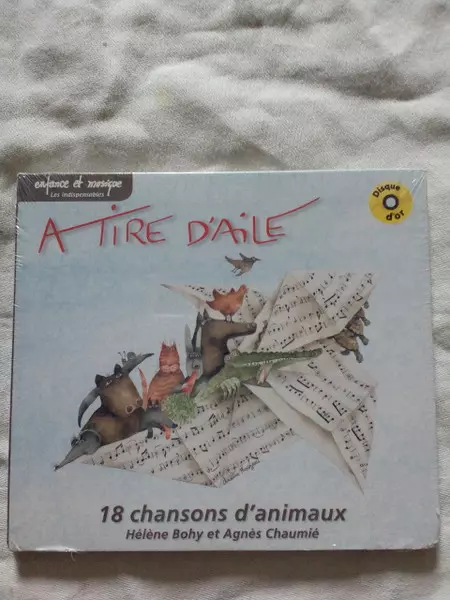 enfance et musique
Les indispensables
Disque
d'or
A TIRE D'AILE
18 chansons d'animaux
Hélène Bohy et Agnès Chaumié